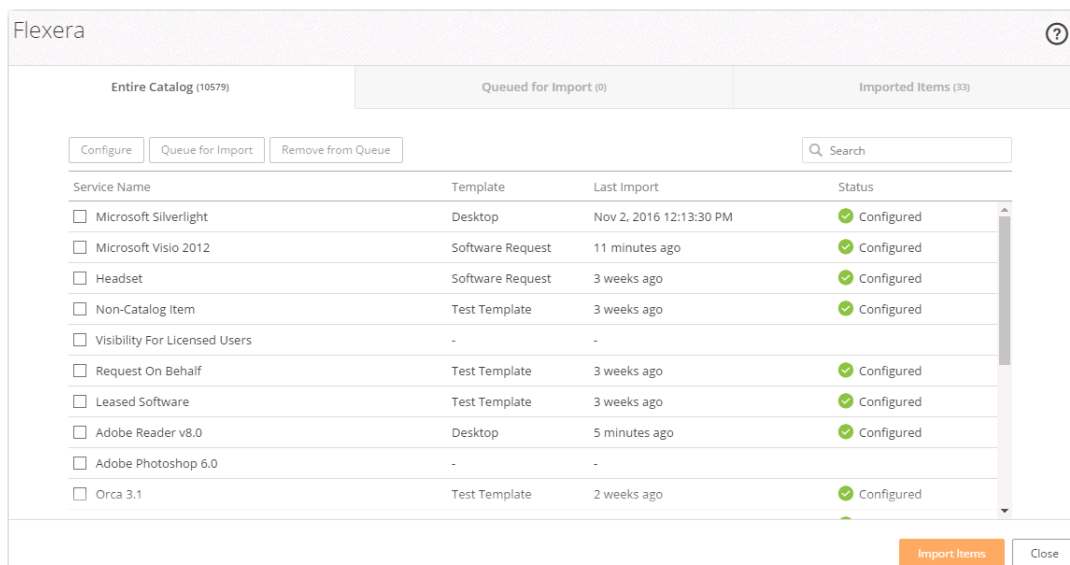 Flexera
?
Entire Catalog (10579) Queued for Import (0) Imported Items (33)
Configure Queue for Import Remove from Queue Search
Service Name Template Last Import Status
Microsoft Silverlight Desktop Nov 2, 2016 12:13:30 PM Configured
Microsoft Visio 2012 Software Request 11 minutes ago Configured
Headset Software Request 3 weeks ago Configured
Non-Catalog Item Test Template 3 weeks ago Configured
Visibility For Licensed Users - -
Request On Behalf Test Template 3 weeks ago Configured
Leased Software Test Template 3 weeks ago Configured
Adobe Reader v8.0 Desktop 5 minutes ago Configured
Adobe Photoshop 6.0 - -
Orca 3.1 Test Template 2 weeks ago Configured
Import Items Close